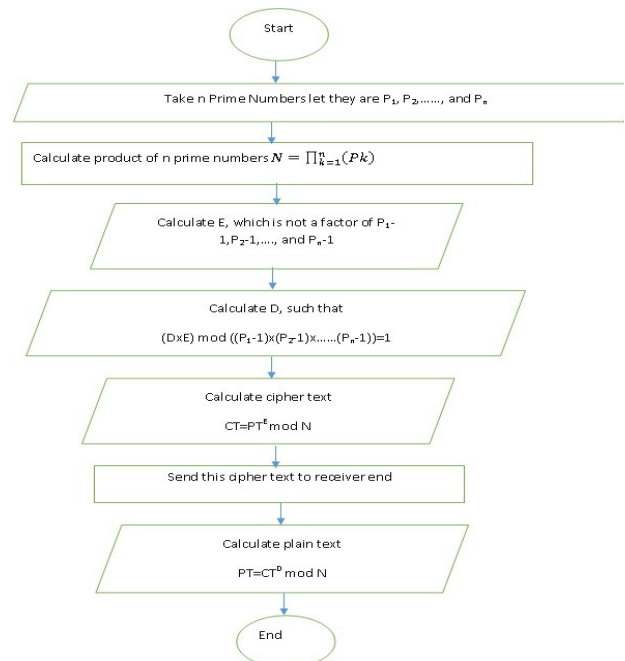 Start
Take n Prime Numbers let they are P₁, P₂,......, and Pₙ
Calculate product of n prime numbers N = ∏ⁿₖ₌₁(Pk)
Calculate E, which is not a factor of P₁-
1,P₂-1,...., and Pₙ-1
Calculate D, such that
(DxE) mod ((P₁-1)x(P₂-1)x......(Pₙ-1))=1
Calculate cipher text
CT=PTᴱ mod N
Send this cipher text to receiver end
Calculate plain text
PT=CTᴰ mod N
End